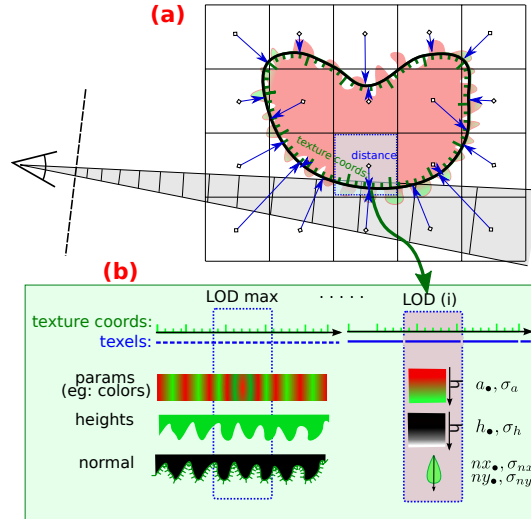 (a)
distance
texture coords
(b)
LOD max
. . . . .
LOD (i)
texture coords:
texels:
params
(eg: colors)
h
a●, σa
heights
h
h●, σh
normal
nx●, σnx
ny●, σny